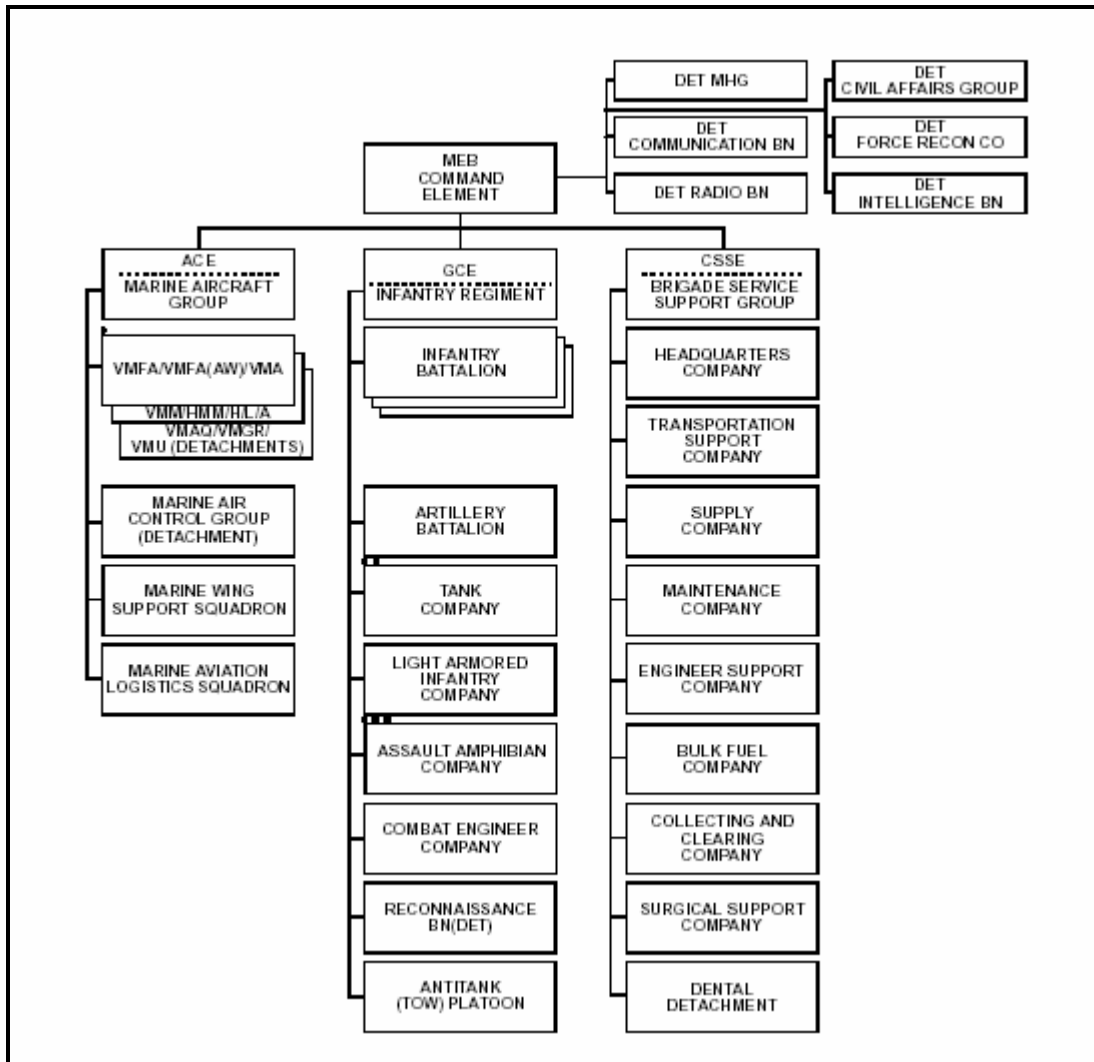 DET MHG
DET
CIVIL AFFAIRS GROUP
DET
COMMUNICATION BN
DET
FORCE RECON CO
MEB
COMMAND
ELEMENT
DET RADIO BN
DET
INTELLIGENCE BN
ACE
MARINE AIRCRAFT
GROUP
VMFA/VMFA(AW)/VMA
VMM/HMM/H/L/A
VMAQ/VMGR/
VMU (DETACHMENTS)
MARINE AIR
CONTROL GROUP
(DETACHMENT)
MARINE WING
SUPPORT SQUADRON
MARINE AVIATION
LOGISTICS SQUADRON
GCE
INFANTRY REGIMENT
INFANTRY
BATTALION
ARTILLERY
BATTALION
TANK
COMPANY
LIGHT ARMORED
INFANTRY
COMPANY
ASSAULT AMPHIBIAN
COMPANY
COMBAT ENGINEER
COMPANY
RECONNAISSANCE
BN(DET)
ANTITANK
(TOW) PLATOON
CSSE
BRIGADE SERVICE
SUPPORT GROUP
HEADQUARTERS
COMPANY
TRANSPORTATION
SUPPORT
COMPANY
SUPPLY
COMPANY
MAINTENANCE
COMPANY
ENGINEER SUPPORT
COMPANY
BULK FUEL
COMPANY
COLLECTING AND
CLEARING
COMPANY
SURGICAL SUPPORT
COMPANY
DENTAL
DETACHMENT